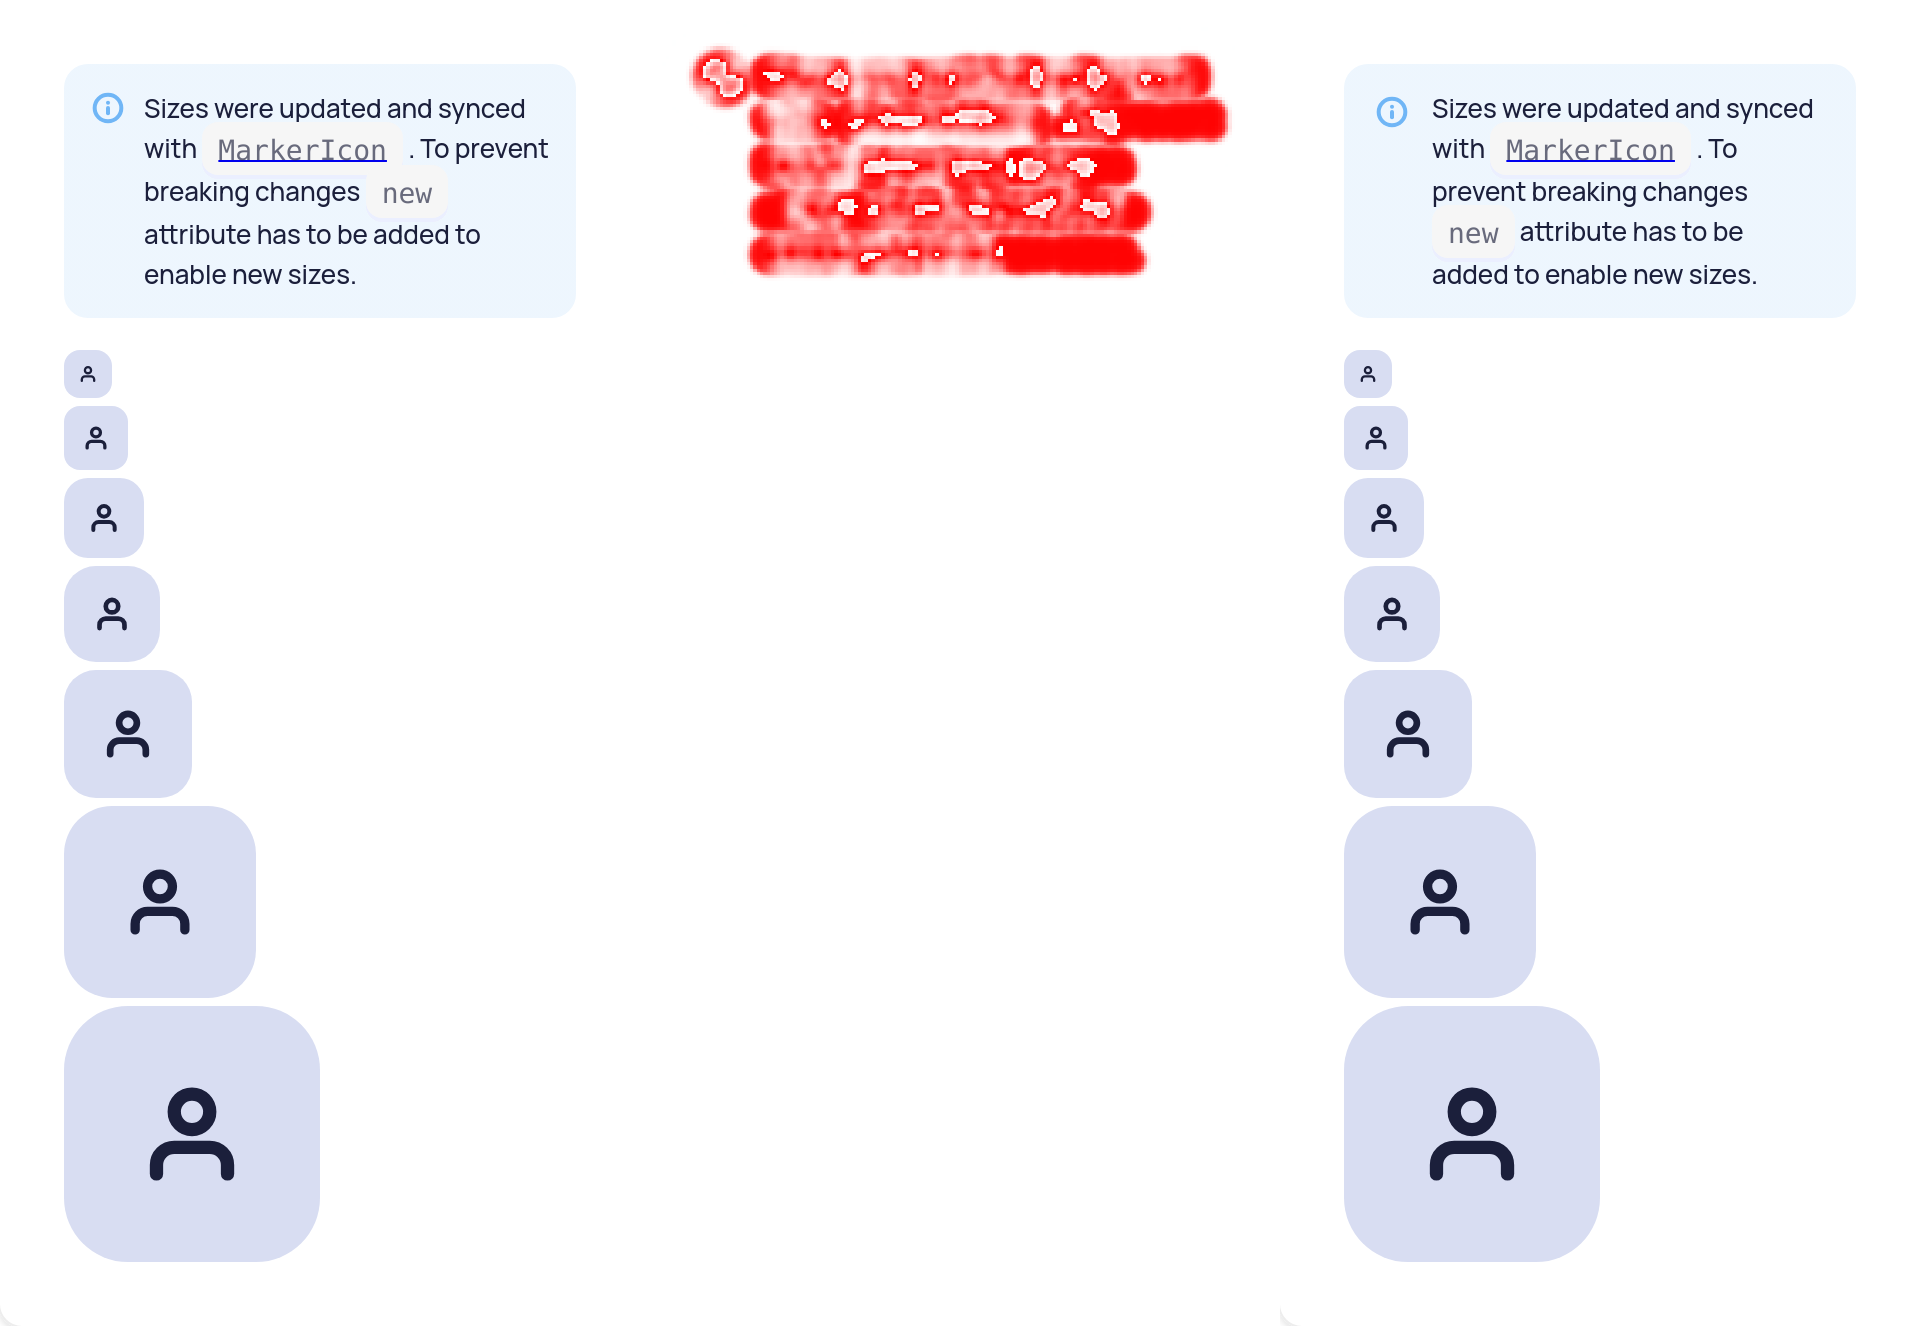 Sizes were updated and synced
with MarkerIcon . To prevent
breaking changes new
attribute has to be added to
enable new sizes.
Sizes were updated and synced
with MarkerIcon . To
prevent breaking changes
new attribute has to be
added to enable new sizes.